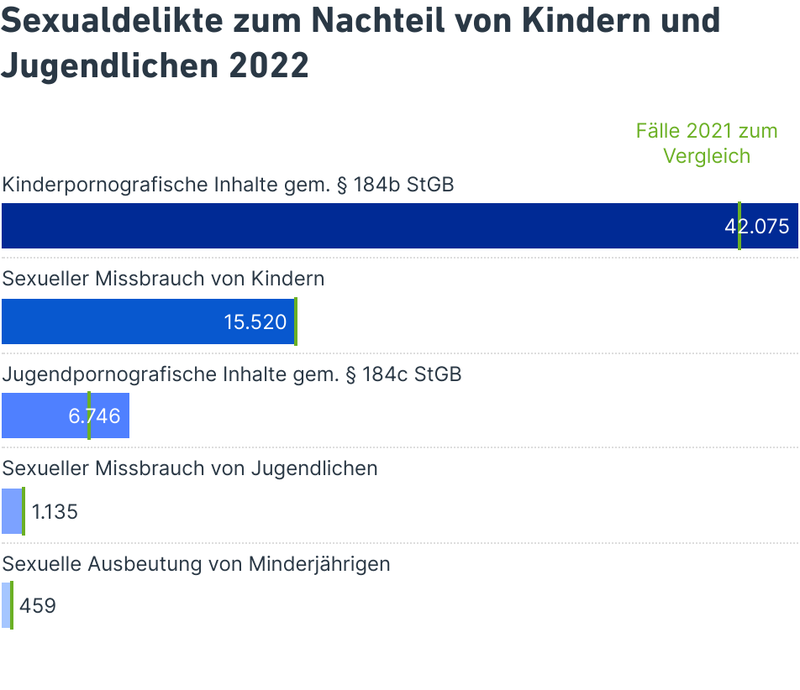 Sexualdelikte zum Nachteil von Kindern und
Jugendlichen 2022
Fälle 2021 zum
Vergleich
Kinderpornografische Inhalte gem. § 184b StGB
42.075
Sexueller Missbrauch von Kindern
15.520
Jugendpornografische Inhalte gem. § 184c StGB
6.746
Sexueller Missbrauch von Jugendlichen
1.135
Sexuelle Ausbeutung von Minderjährigen
459